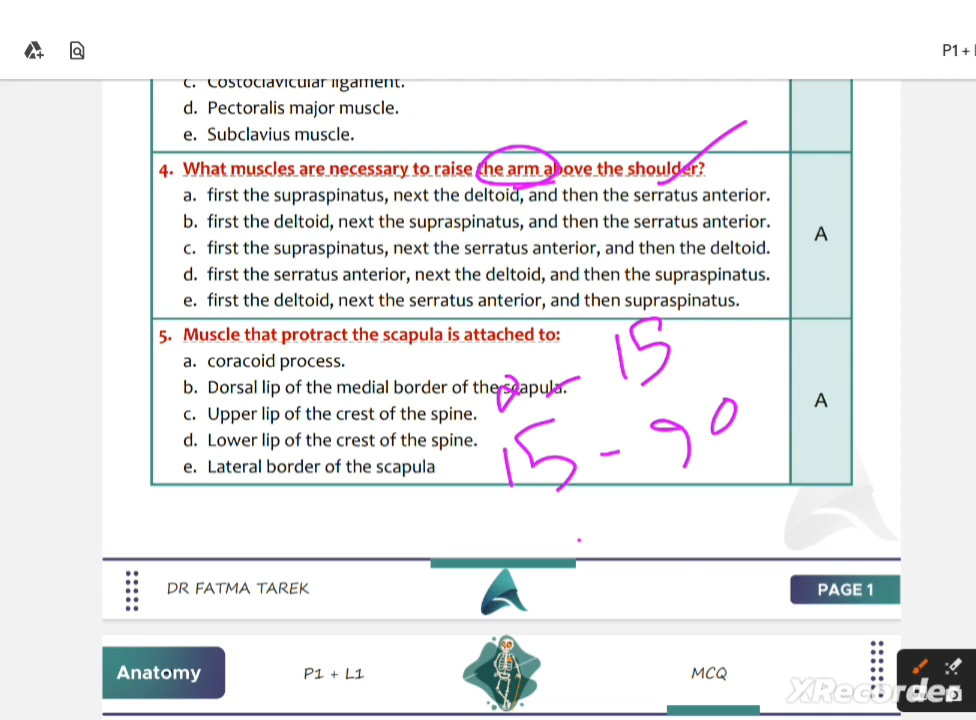 P1 +
c. Costoclavicular ligament.
d. Pectoralis major muscle.
e. Subclavius muscle.
4. What muscles are necessary to raise the arm above the shoulder?
a. first the supraspinatus, next the deltoid, and then the serratus anterior.
b. first the deltoid, next the supraspinatus, and then the serratus anterior.
A
c. first the supraspinatus, next the serratus anterior, and then the deltoid.
d. first the serratus anterior, next the deltoid, and then the supraspinatus.
e. first the deltoid, next the serratus anterior, and then supraspinatus.
5. Muscle that protract the scapula is attached to:
15
a. coracoid process.
b. Dorsal lip of the medial border of the scapula.
A
c. Upper lip of the crest of the spine.
d. Lower lip of the crest of the spine.
15 - 90
e. Lateral border of the scapula
DR FATMA TAREK
PAGE 1
Anatomy
P1 + L1
MCQ
XRecorder